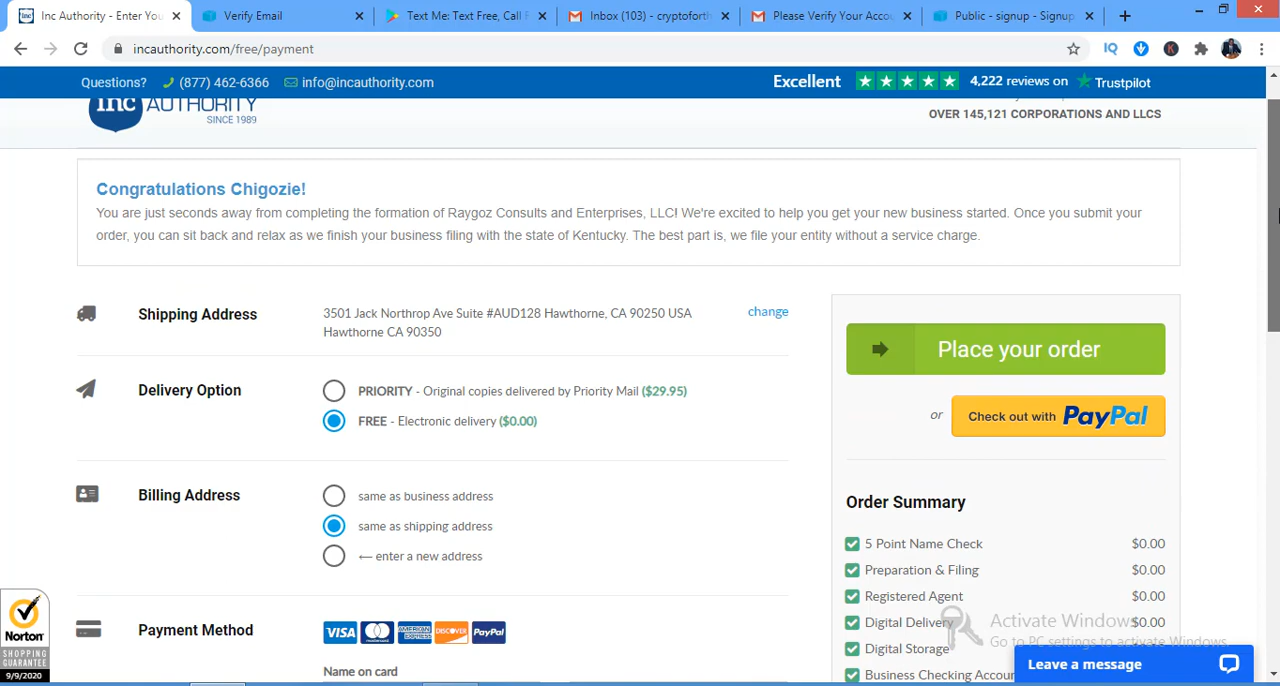 Inc Authority - Enter You
Verify Email
Text Me: Text Free, Call F
Inbox (103) - cryptoforth
Please Verify Your Accou
Public - signup - Signup
incauthority.com/free/payment
Questions? (877) 462-6366 info@incauthority.com
Excellent 4,222 reviews on Trustpilot
Inc AUTHORITY
SINCE 1989
OVER 145,121 CORPORATIONS AND LLCS
Congratulations Chigozie!
You are just seconds away from completing the formation of Raygoz Consults and Enterprises, LLC! We're excited to help you get your new business started. Once you submit your
order, you can sit back and relax as we finish your business filing with the state of Kentucky. The best part is, we file your entity without a service charge.
Shipping Address
3501 Jack Northrop Ave Suite #AUD128 Hawthorne, CA 90250 USA
Hawthorne CA 90350
change
Delivery Option
PRIORITY - Original copies delivered by Priority Mail ($29.95)
FREE - Electronic delivery ($0.00)
Billing Address
same as business address
same as shipping address
← enter a new address
Payment Method
VISA mastercard AMERICAN EXPRESS DISCOVER PayPal
Name on card
Place your order
or Check out with PayPal
Order Summary
5 Point Name Check $0.00
Preparation & Filing $0.00
Registered Agent $0.00
Digital Delivery $0.00
Digital Storage
Business Checking Accou
Activate Windows
Go to PC settings to activate Windows.
Leave a message
Norton
SHOPPING
GUARANTEE
9/9/2020
IQ
K